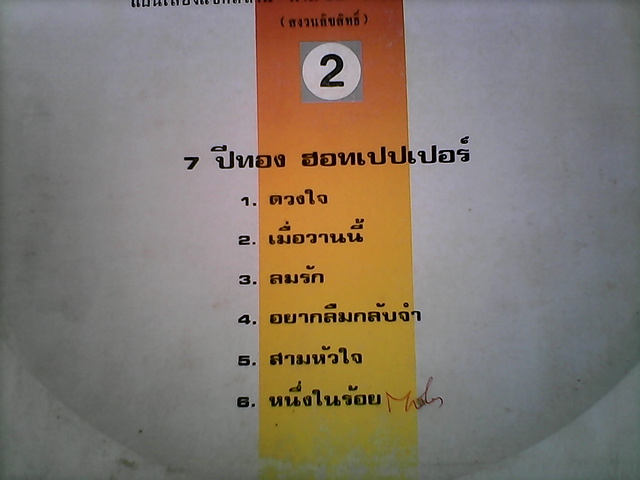 (สงวนลิขสิทธิ์)
2
7 ปีทอง ฮอทเปปเปอร์
1. ดวงใจ
2. เมื่อวานนี้
3. ลมรัก
4. อยากลืมกลับจำ
5. สามหัวใจ
6. หนึ่งในร้อย